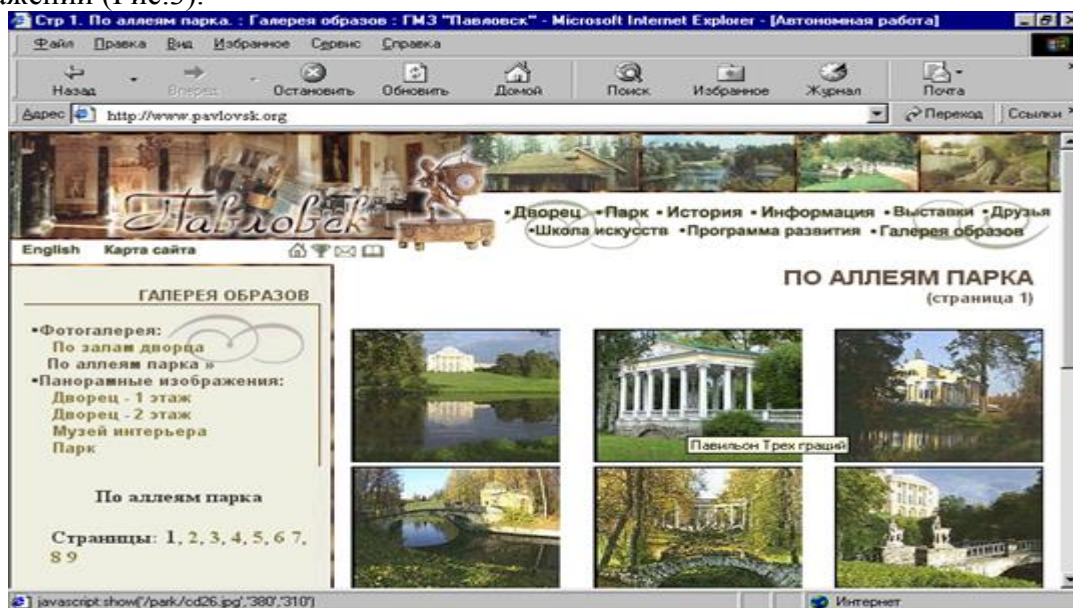 жении (Рис.3).
Стр 1. По аллеям парка. : Галерея образов : ГМЗ "Павловск" - Microsoft Internet Explorer - [Автономная работа]
Файл Правка Вид Избранное Сервис Справка
Назад Вперед Остановить Обновить Домой Поиск Избранное Журнал Почта
Адрес http://www.pavlovsk.org Переход Ссылки
Павловск
•Дворец •Парк •История •Информация •Выставки •Друзья
•Школа искусств •Программа развития •Галерея образов
English Карта сайта
ПО АЛЛЕЯМ ПАРКА
(страница 1)
ГАЛЕРЕЯ ОБРАЗОВ
•Фотогалерея:
По залам дворца
По аллеям парка »
•Панорамные изображения:
Дворец - 1 этаж
Дворец - 2 этаж
Музей интерьера
Парк
Павильон Трех граций
По аллеям парка
Страницы: 1, 2, 3, 4, 5, 6 7,
8 9
javascript:show('/park/cd26.jpg','380','310')
Интернет